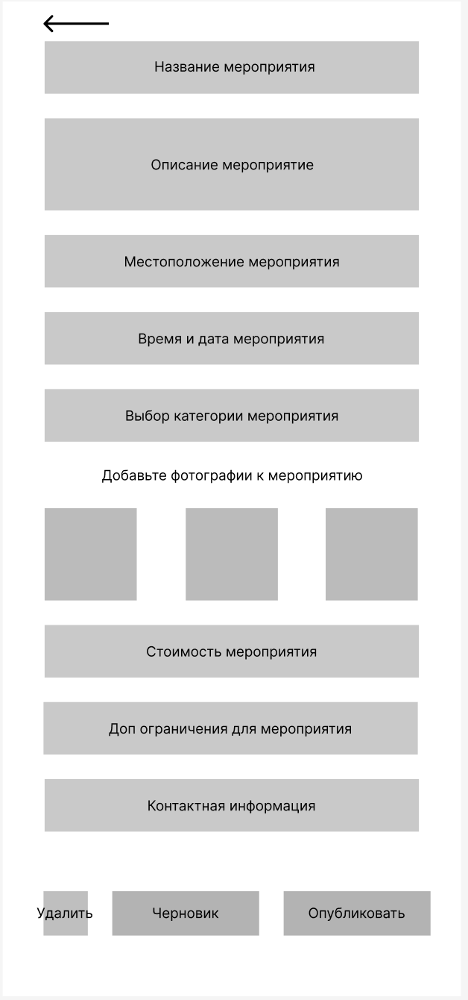 Название мероприятия
Описание мероприятие
Местоположение мероприятия
Время и дата мероприятия
Выбор категории мероприятия
Добавьте фотографии к мероприятию
Стоимость мероприятия
Доп ограничения для мероприятия
Контактная информация
Удалить Черновик Опубликовать